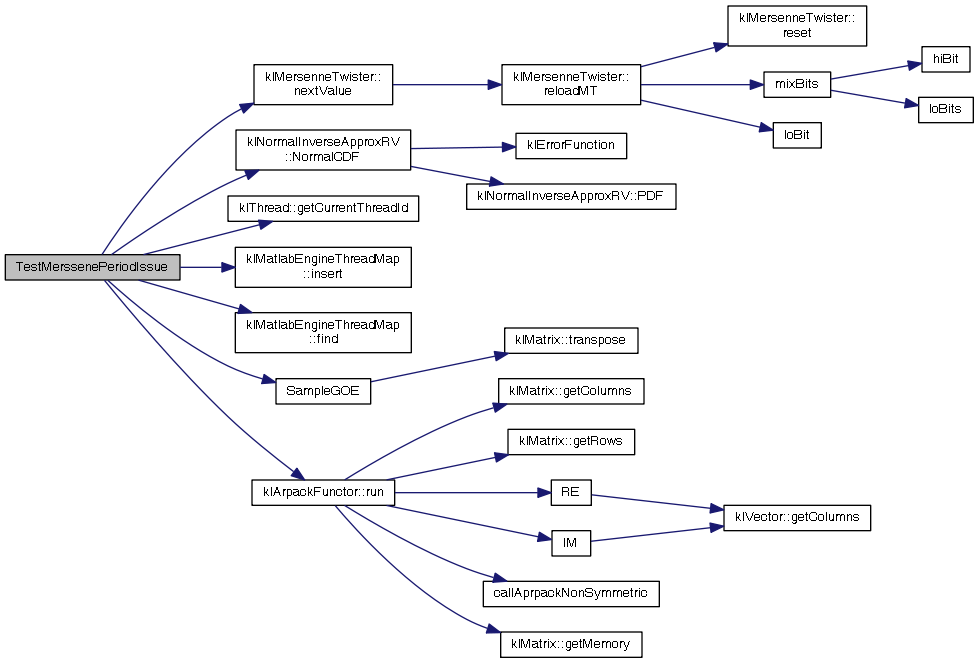 TestMerssenePeriodIssue
klMersenneTwister::
nextValue
klMersenneTwister::
reloadMT
klMersenneTwister::
reset
mixBits
hiBit
loBits
loBit
klNormalInverseApproxRV
::NormalCDF
klErrorFunction
klNormalInverseApproxRV::PDF
klThread::getCurrentThreadId
klMatlabEngineThreadMap
::insert
klMatlabEngineThreadMap
::find
SampleGOE
klMatrix::transpose
klArpackFunctor::run
klMatrix::getColumns
klMatrix::getRows
RE
IM
klVector::getColumns
callAprpackNonSymmetric
klMatrix::getMemory